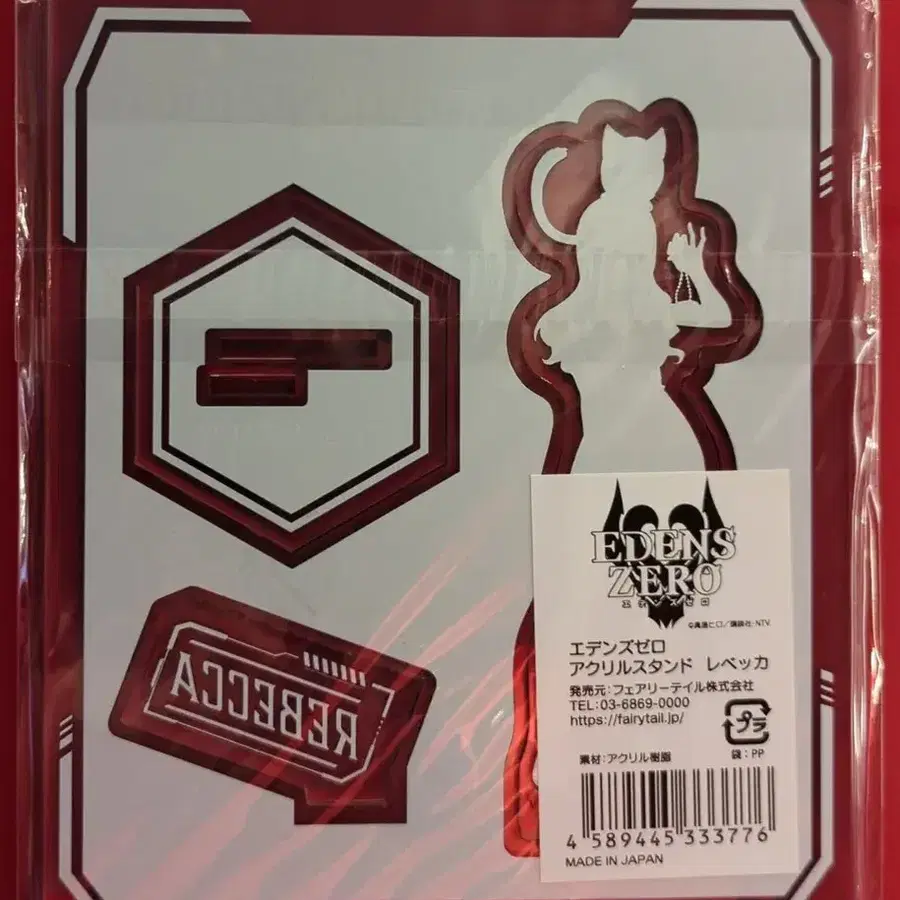 REBECCA
EDENS
ZERO
エデンズゼロ
©真島ヒロ/講談社・NTV
エデンズゼロ
アクリルスタンド レベッカ
発売元:フェアリーテイル株式会社
TEL:03-6869-0000
https://fairytail.jp/
プラ
袋:PP
素材:アクリル樹脂
4 589445 333776
MADE IN JAPAN